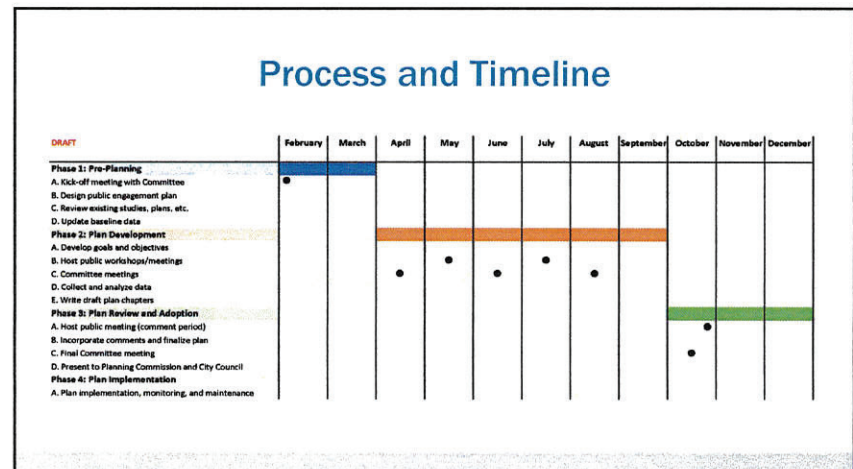 Process and Timeline
DRAFT February March April May June July August September October November December
Phase 1: Pre-Planning
A. Kick-off meeting with Committee
B. Design public engagement plan
C. Review existing studies, plans, etc.
D. Update baseline data
Phase 2: Plan Development
A. Develop goals and objectives
B. Host public workshops/meetings
C. Committee meetings
D. Collect and analyze data
E. Write draft plan chapters
Phase 3: Plan Review and Adoption
A. Host public meeting (comment period)
B. Incorporate comments and finalize plan
C. Final Committee meeting
D. Present to Planning Commission and City Council
Phase 4: Plan Implementation
A. Plan implementation, monitoring, and maintenance